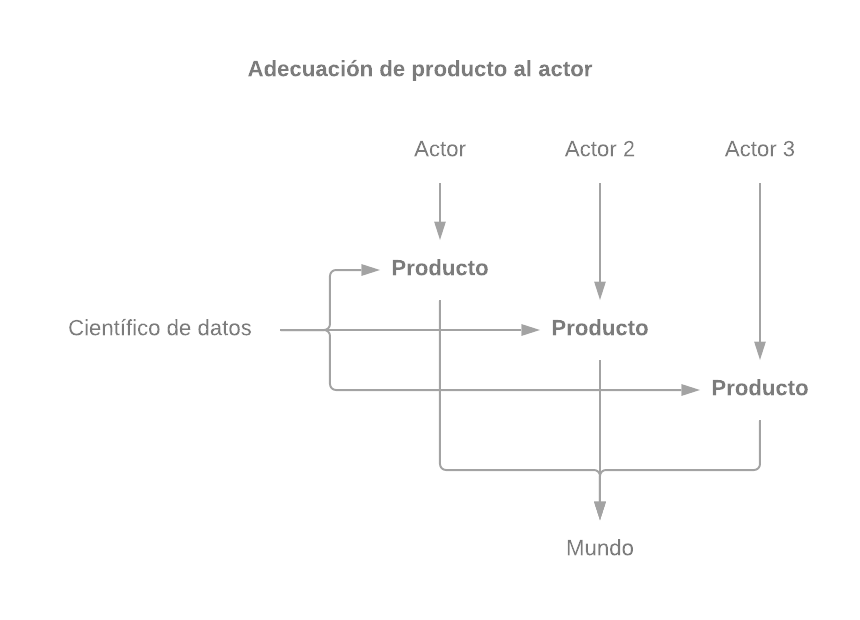 Adecuación de producto al actor
Actor
Actor 2
Actor 3
Producto
Científico de datos
Producto
Producto
Mundo